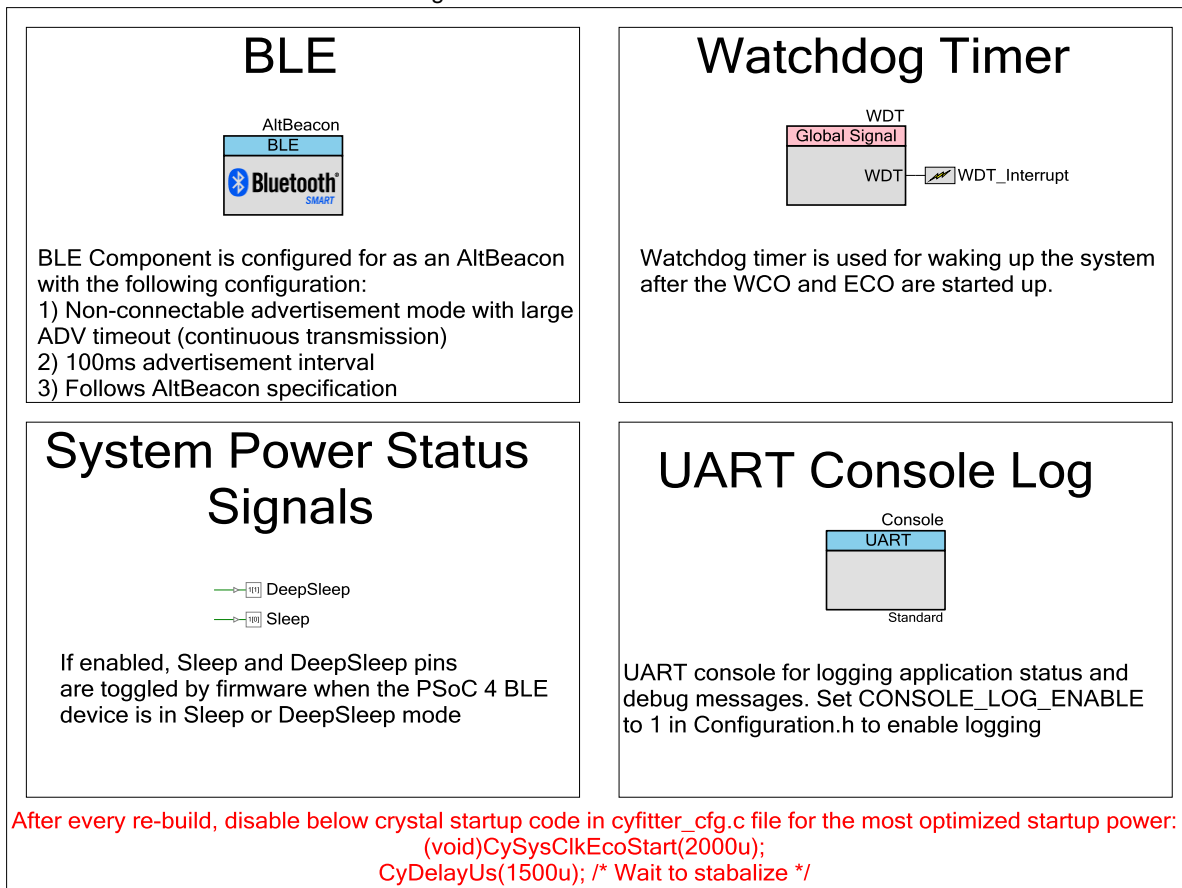 BLE
AltBeacon
BLE
Bluetooth®
SMART
BLE Component is configured for as an AltBeacon
with the following configuration:
1) Non-connectable advertisement mode with large
ADV timeout (continuous transmission)
2) 100ms advertisement interval
3) Follows AltBeacon specification
Watchdog Timer
WDT
Global Signal
WDT
WDT_Interrupt
Watchdog timer is used for waking up the system
after the WCO and ECO are started up.
System Power Status
Signals
1[1] DeepSleep
1[0] Sleep
If enabled, Sleep and DeepSleep pins
are toggled by firmware when the PSoC 4 BLE
device is in Sleep or DeepSleep mode
UART Console Log
Console
UART
Standard
UART console for logging application status and
debug messages. Set CONSOLE_LOG_ENABLE
to 1 in Configuration.h to enable logging
After every re-build, disable below crystal startup code in cyfitter_cfg.c file for the most optimized startup power:
(void)CySysClkEcoStart(2000u);
CyDelayUs(1500u); /* Wait to stabalize */